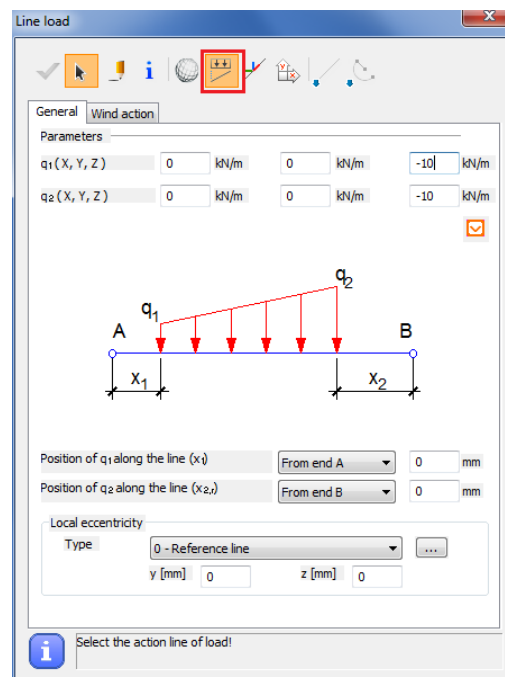 Line load
General Wind action
Parameters
q1(X, Y, Z) 0 kN/m 0 kN/m -10 kN/m
q2(X, Y, Z) 0 kN/m 0 kN/m -10 kN/m
q2
q1
A B
x1 x2
Position of q1 along the line (x1) From end A 0 mm
Position of q2 along the line (x2,r) From end B 0 mm
Local eccentricity
Type 0 - Reference line ...
y [mm] 0 z [mm] 0
Select the action line of load!